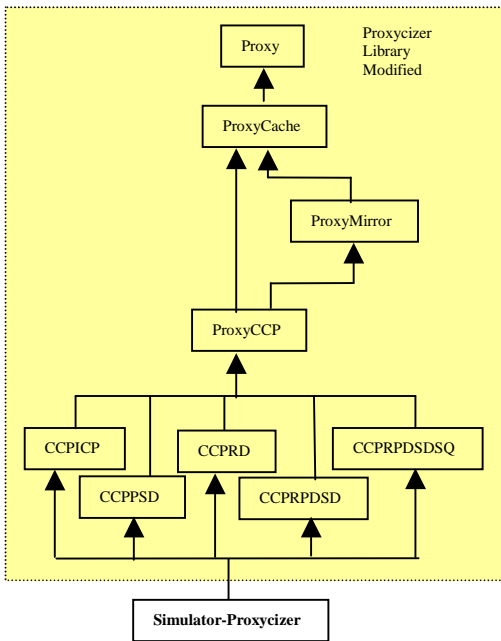 Proxy
Proxycizer
Library
Modified
ProxyCache
ProxyMirror
ProxyCCP
CCPICP
CCPRD
CCPRPDSDSQ
CCPPSD
CCPRPDSD
Simulator-Proxycizer